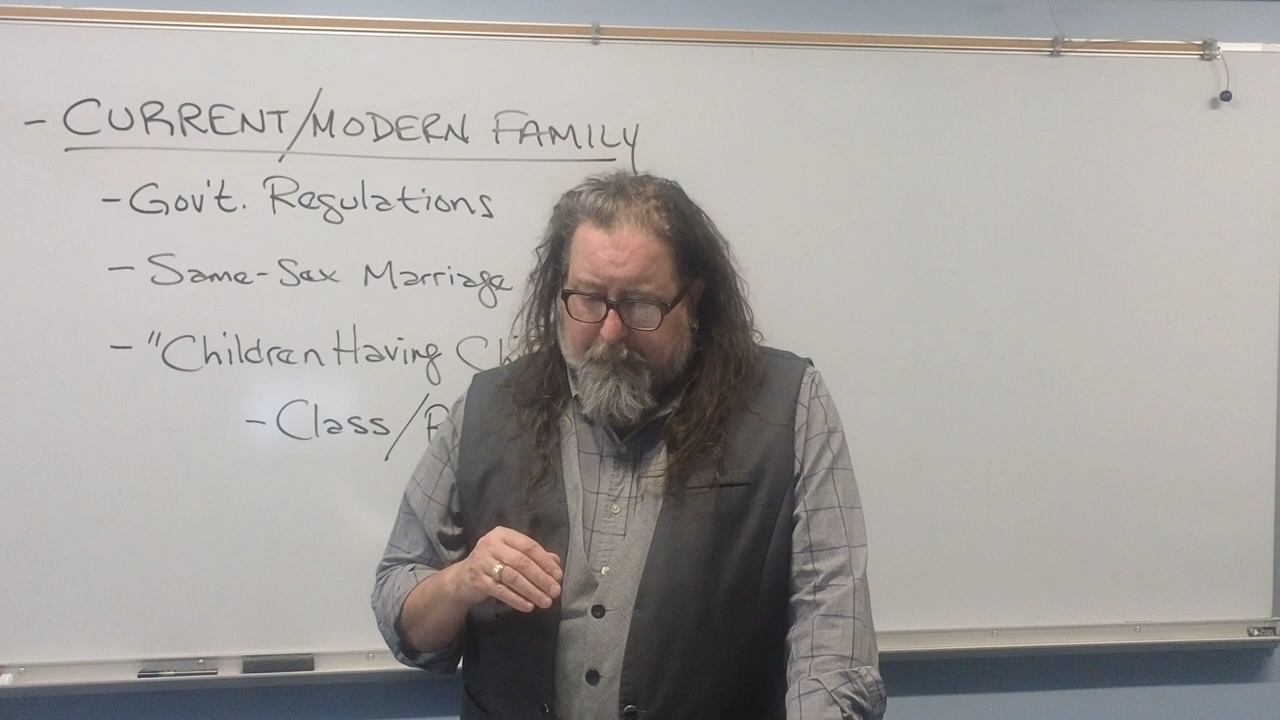 - CURRENT/MODERN FAMILY
- Gov't. Regulations
- Same-Sex Marriage
- "Children Having
- Class/